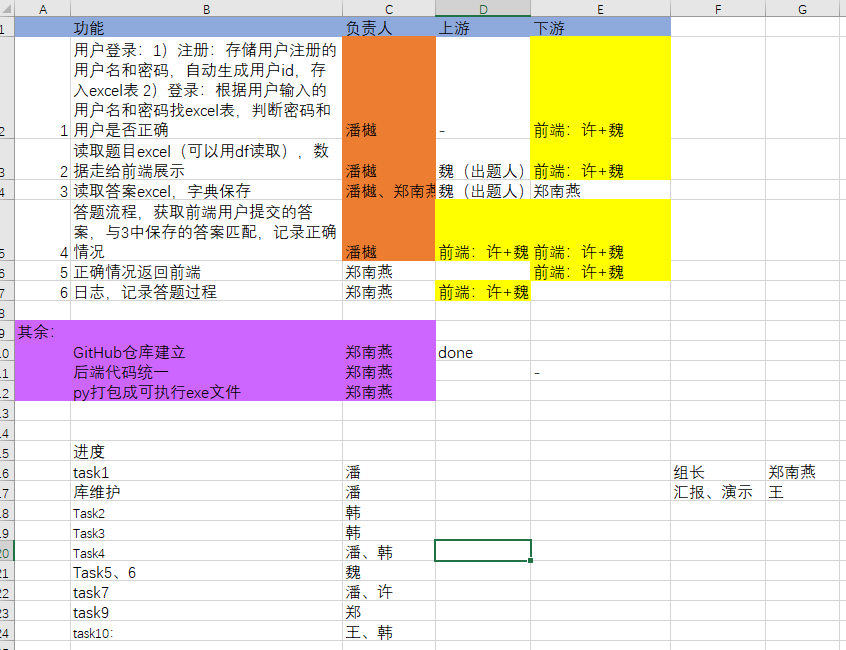 A B C D E F G
1 功能 负责人 上游 下游
用户登录：1）注册：存储用户注册的
用户名和密码，自动生成用户id，存
入excel表 2）登录：根据用户输入的
用户名和密码找excel表，判断密码和
2 1 用户是否正确 潘樾 - 前端：许+魏
读取题目excel（可以用df读取），数
3 2 据走给前端展示 潘樾 魏（出题人） 前端：许+魏
4 3 读取答案excel，字典保存 潘樾、郑南燕 魏（出题人） 郑南燕
答题流程，获取前端用户提交的答
案，与3中保存的答案匹配，记录正确
5 4 情况 潘樾 前端：许+魏 前端：许+魏
6 5 正确情况返回前端 郑南燕 前端：许+魏
7 6 日志，记录答题过程 郑南燕 前端：许+魏
8
9 其余：
10 GitHub仓库建立 郑南燕 done
11 后端代码统一 郑南燕 -
12 py打包成可执行exe文件 郑南燕
13
14
15 进度
16 task1 潘 组长 郑南燕
17 库维护 潘 汇报、演示 王
18 Task2 韩
19 Task3 韩
20 Task4 潘、韩
21 Task5、6 魏
22 task7 潘、许
23 task9 郑
24 task10： 王、韩